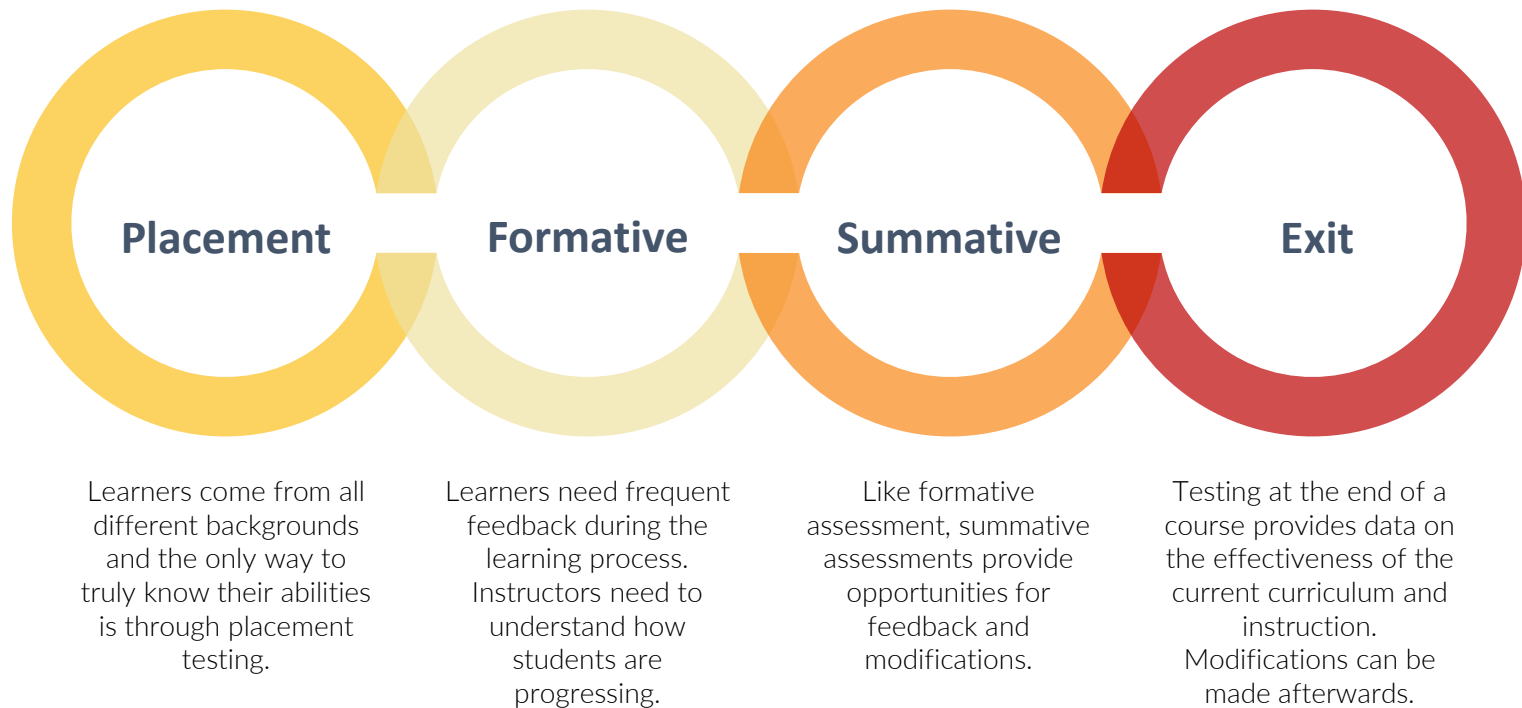 Placement
Formative
Summative
Exit
Learners come from all
different backgrounds
and the only way to
truly know their abilities
is through placement
testing.
Learners need frequent
feedback during the
learning process.
Instructors need to
understand how
students are
progressing.
Like formative
assessment, summative
assessments provide
opportunities for
feedback and
modifications.
Testing at the end of a
course provides data on
the effectiveness of the
current curriculum and
instruction.
Modifications can be
made afterwards.